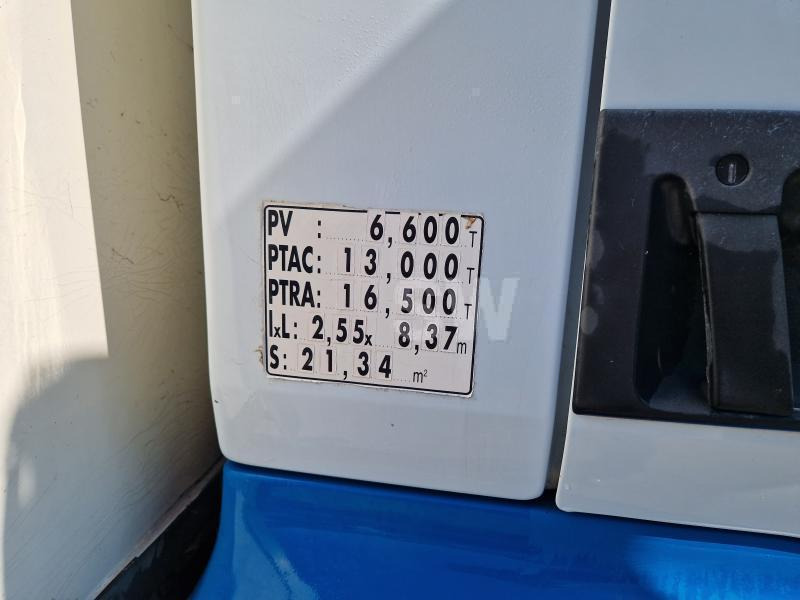 PV : 6,600 T
PTAC: 13,000 T
PTRA: 16,500 T
lxL: 2,55x 8,37m
S: 21,34 m²